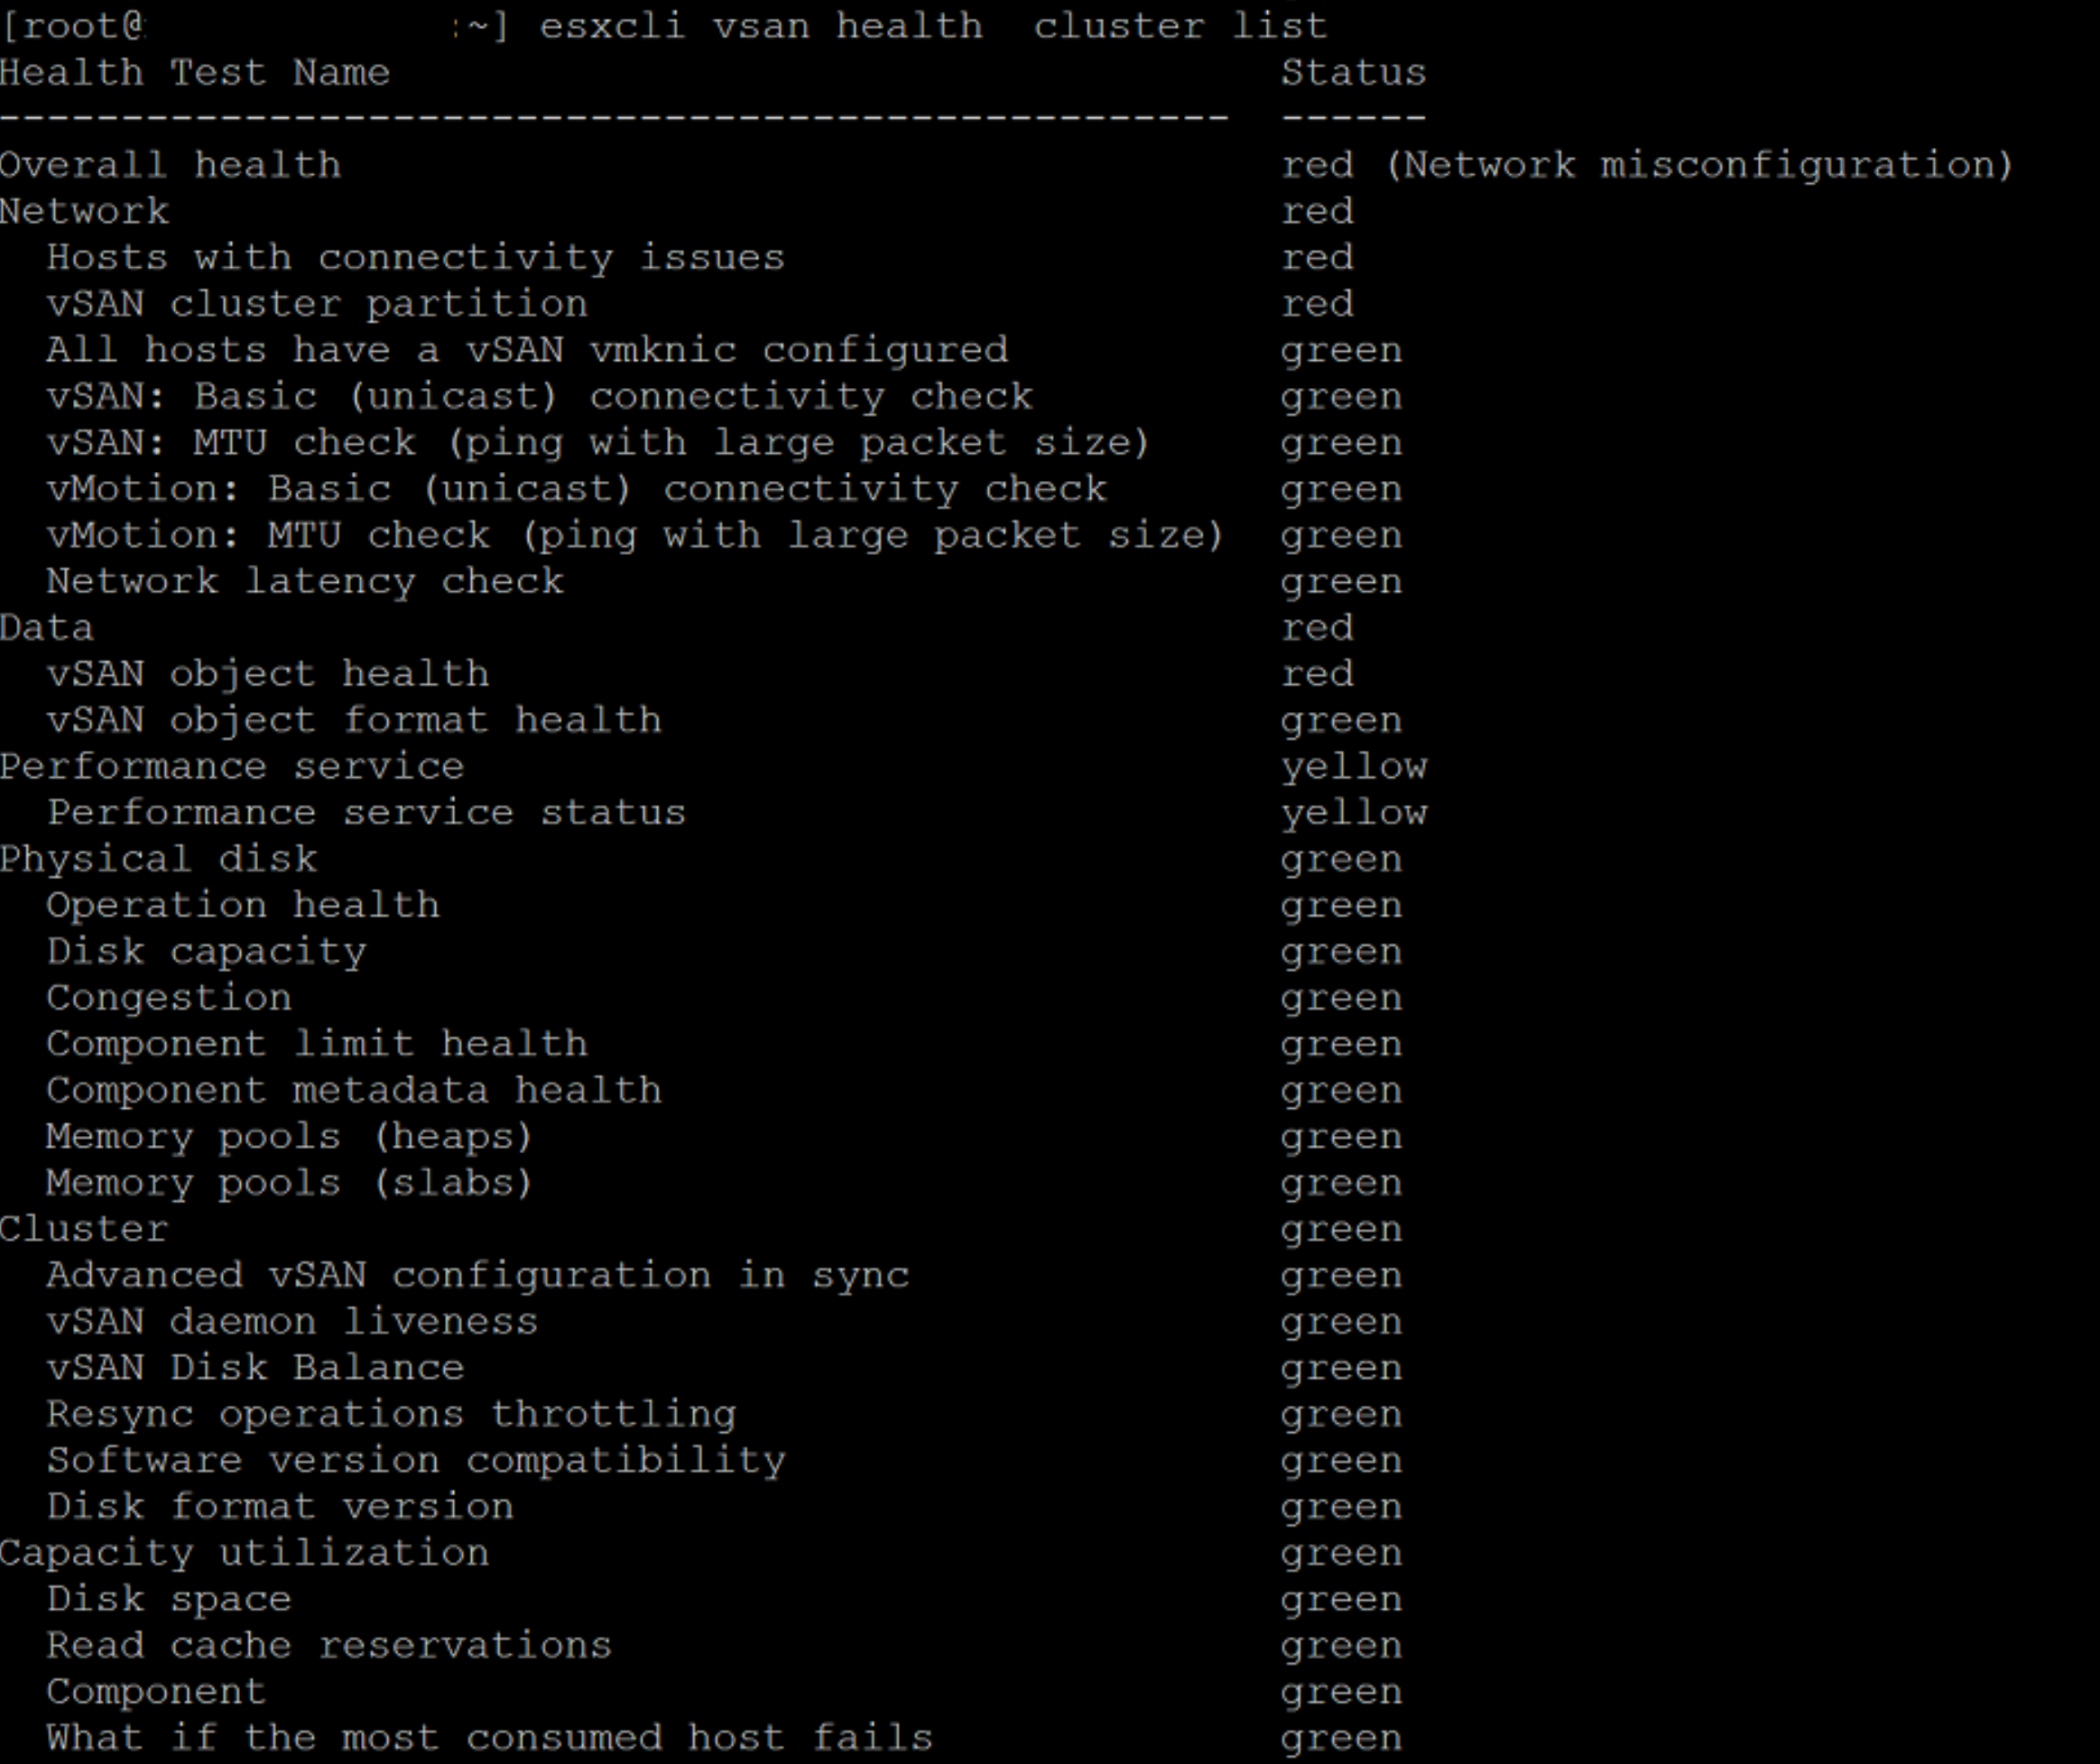 [root@ :~] esxcli vsan health  cluster list
Health Test Name                                    Status
--------------------------------------------------  ------
Overall health                                      red (Network misconfiguration)
Network                                             red
  Hosts with connectivity issues                    red
  vSAN cluster partition                            red
  All hosts have a vSAN vmknic configured           green
  vSAN: Basic (unicast) connectivity check          green
  vSAN: MTU check (ping with large packet size)     green
  vMotion: Basic (unicast) connectivity check       green
  vMotion: MTU check (ping with large packet size)  green
  Network latency check                             green
Data                                                red
  vSAN object health                                red
  vSAN object format health                         green
Performance service                                 yellow
  Performance service status                        yellow
Physical disk                                       green
  Operation health                                  green
  Disk capacity                                     green
  Congestion                                        green
  Component limit health                            green
  Component metadata health                         green
  Memory pools (heaps)                              green
  Memory pools (slabs)                              green
Cluster                                             green
  Advanced vSAN configuration in sync               green
  vSAN daemon liveness                              green
  vSAN Disk Balance                                 green
  Resync operations throttling                      green
  Software version compatibility                    green
  Disk format version                               green
Capacity utilization                                green
  Disk space                                        green
  Read cache reservations                           green
  Component                                         green
  What if the most consumed host fails              green